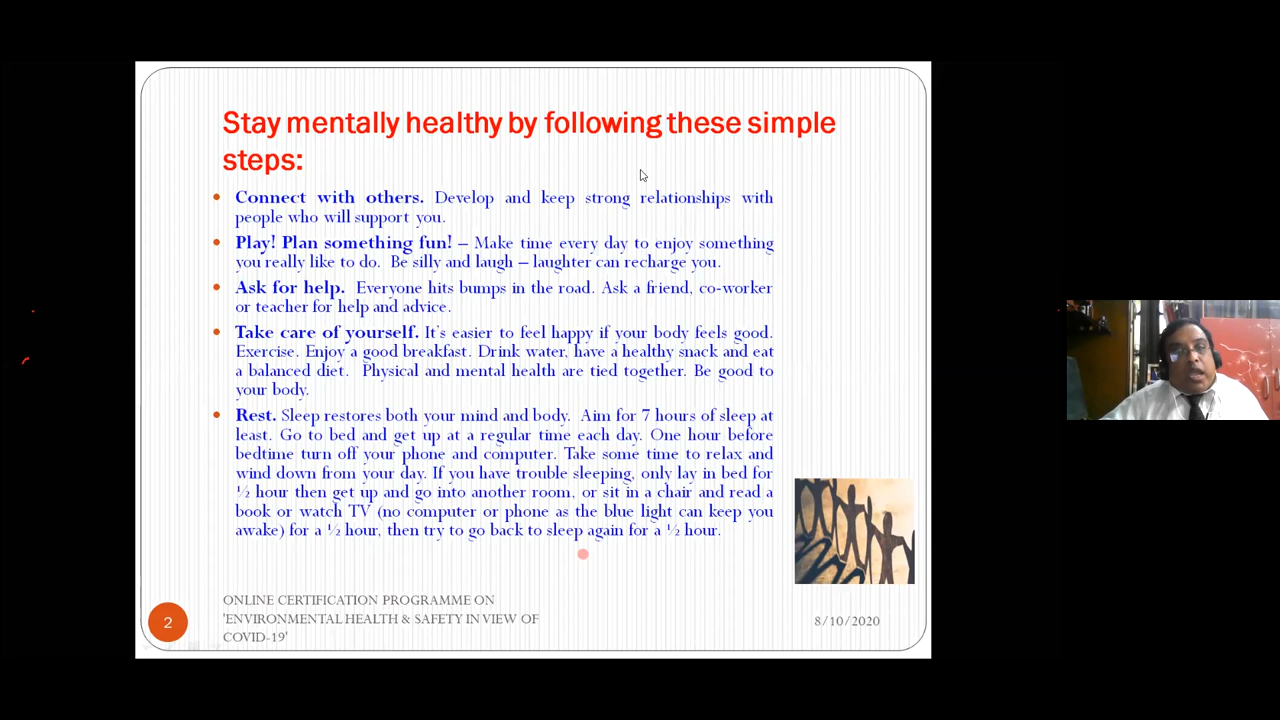 Stay mentally healthy by following these simple
steps:
• Connect with others. Develop and keep strong relationships with
people who will support you.
• Play! Plan something fun! – Make time every day to enjoy something
you really like to do. Be silly and laugh – laughter can recharge you.
• Ask for help. Everyone hits bumps in the road. Ask a friend, co-worker
or teacher for help and advice.
• Take care of yourself. It's easier to feel happy if your body feels good.
Exercise. Enjoy a good breakfast. Drink water, have a healthy snack and eat
a balanced diet. Physical and mental health are tied together. Be good to
your body.
• Rest. Sleep restores both your mind and body. Aim for 7 hours of sleep at
least. Go to bed and get up at a regular time each day. One hour before
bedtime turn off your phone and computer. Take some time to relax and
wind down from your day. If you have trouble sleeping, only lay in bed for
½ hour then get up and go into another room, or sit in a chair and read a
book or watch TV (no computer or phone as the blue light can keep you
awake) for a ½ hour, then try to go back to sleep again for a ½ hour.
2
ONLINE CERTIFICATION PROGRAMME ON
'ENVIRONMENTAL HEALTH & SAFETY IN VIEW OF
COVID-19'
8/10/2020